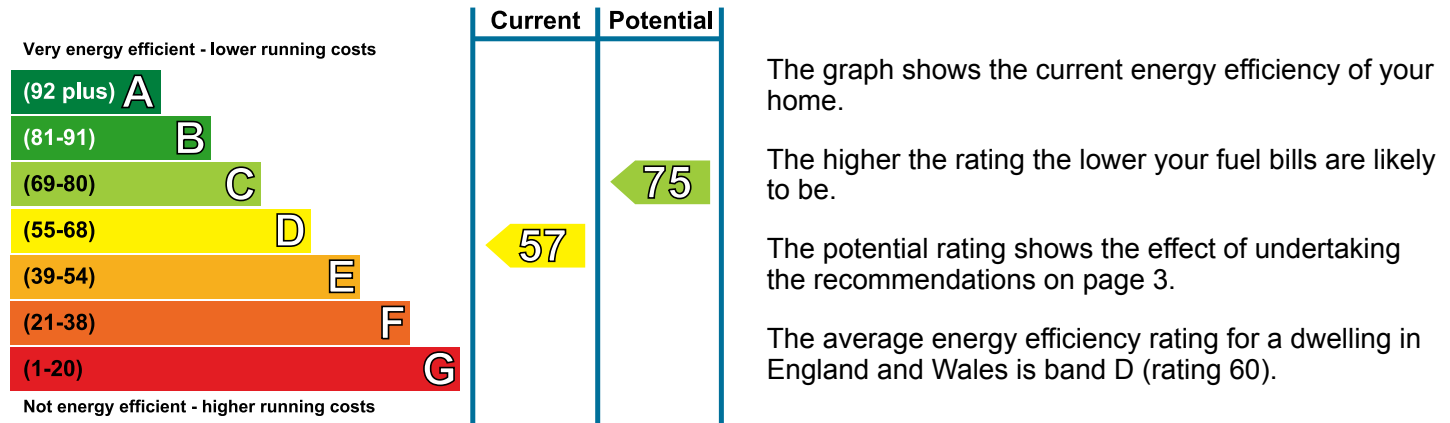 Current Potential
Very energy efficient - lower running costs
(92 plus) A
(81-91) B
(69-80) C
75
(55-68) D
57
(39-54) E
(21-38) F
(1-20) G
Not energy efficient - higher running costs
The graph shows the current energy efficiency of your
home.
The higher the rating the lower your fuel bills are likely
to be.
The potential rating shows the effect of undertaking
the recommendations on page 3.
The average energy efficiency rating for a dwelling in
England and Wales is band D (rating 60).